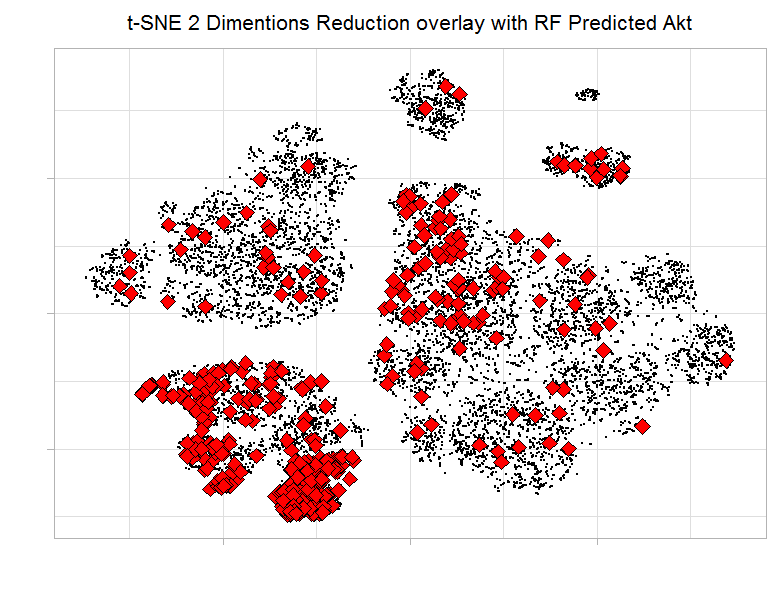 t-SNE 2 Dimentions Reduction overlay with RF Predicted Akt